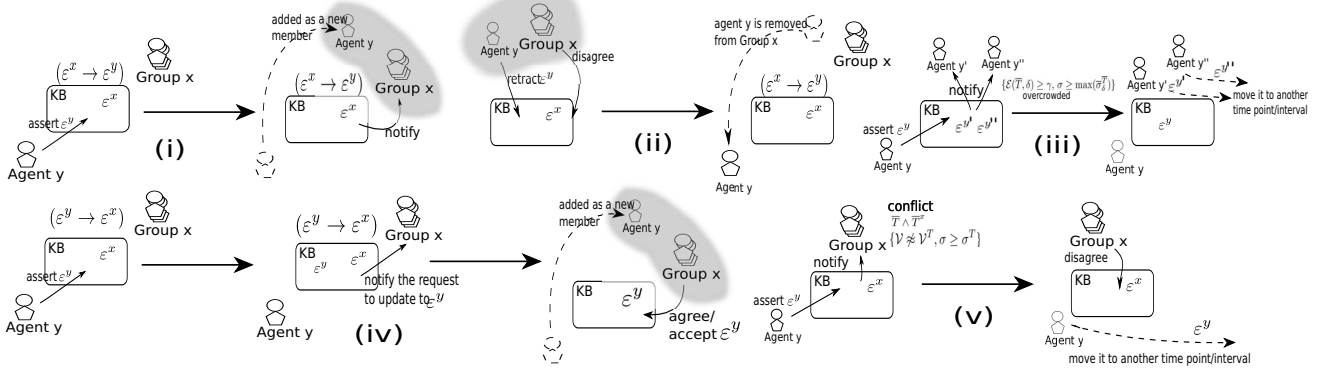 (ε^x → ε^y)
Group x
KB
ε^x
assert ε^y
Agent y
(i)
added as a new
member
Agent y
Group x
(ε^x → ε^y)
KB
ε^x
notify
Agent y
Group x
disagree
retract ε^y
KB
ε^x
(ii)
agent y is removed
from Group x
Group x
(ε^x → ε^y)
KB
ε^x
Agent y
Agent y'
Agent y''
notify
KB
ε^y' ε^y''
assert ε^y
Agent y
overcrowded
(iii)
Agent y''
Agent y'
ε^y''
ε^y'
move it to another
time point/interval
KB
ε^y
Agent y
(ε^y → ε^x)
Group x
KB
ε^x
assert ε^y
Agent y
(ε^y → ε^x)
Group x
KB
ε^y
ε^x
notify the request
to update to ε^y
Agent y
(iv)
added as a new
member
Agent y
Group x
KB
ε^y
agree/
accept ε^y
conflict
{𝒱 ≉ 𝒱^T, σ ≥ σ^T}
Group x
notify
KB
ε^x
assert ε^y
Agent y
(v)
Group x
disagree
KB
ε^x
Agent y
ε^y
move it to another time point/interval